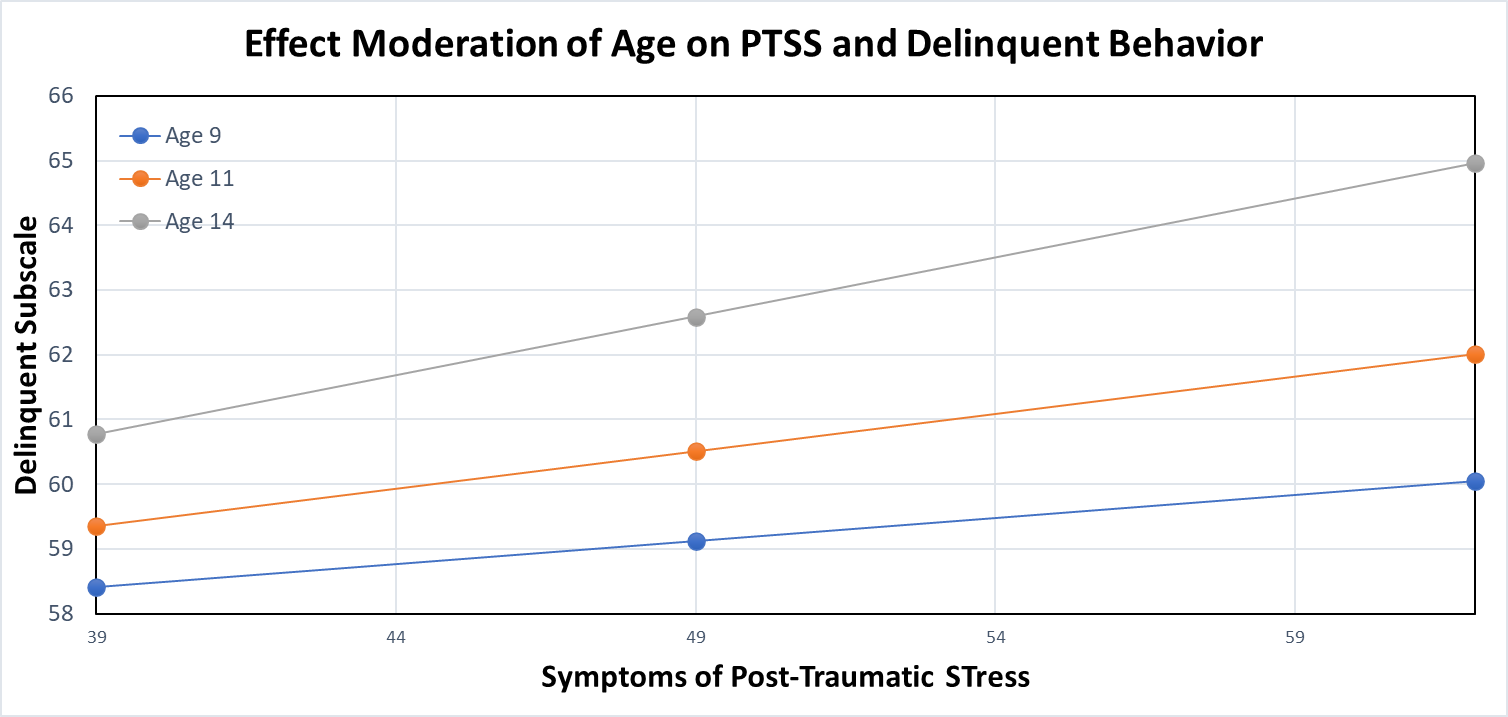 Effect Moderation of Age on PTSS and Delinquent Behavior
66
65
64
63
62
61
60
59
58
Age 9
Age 11
Age 14
Delinquent Subscale
39 44 49 54 59
Symptoms of Post-Traumatic STress